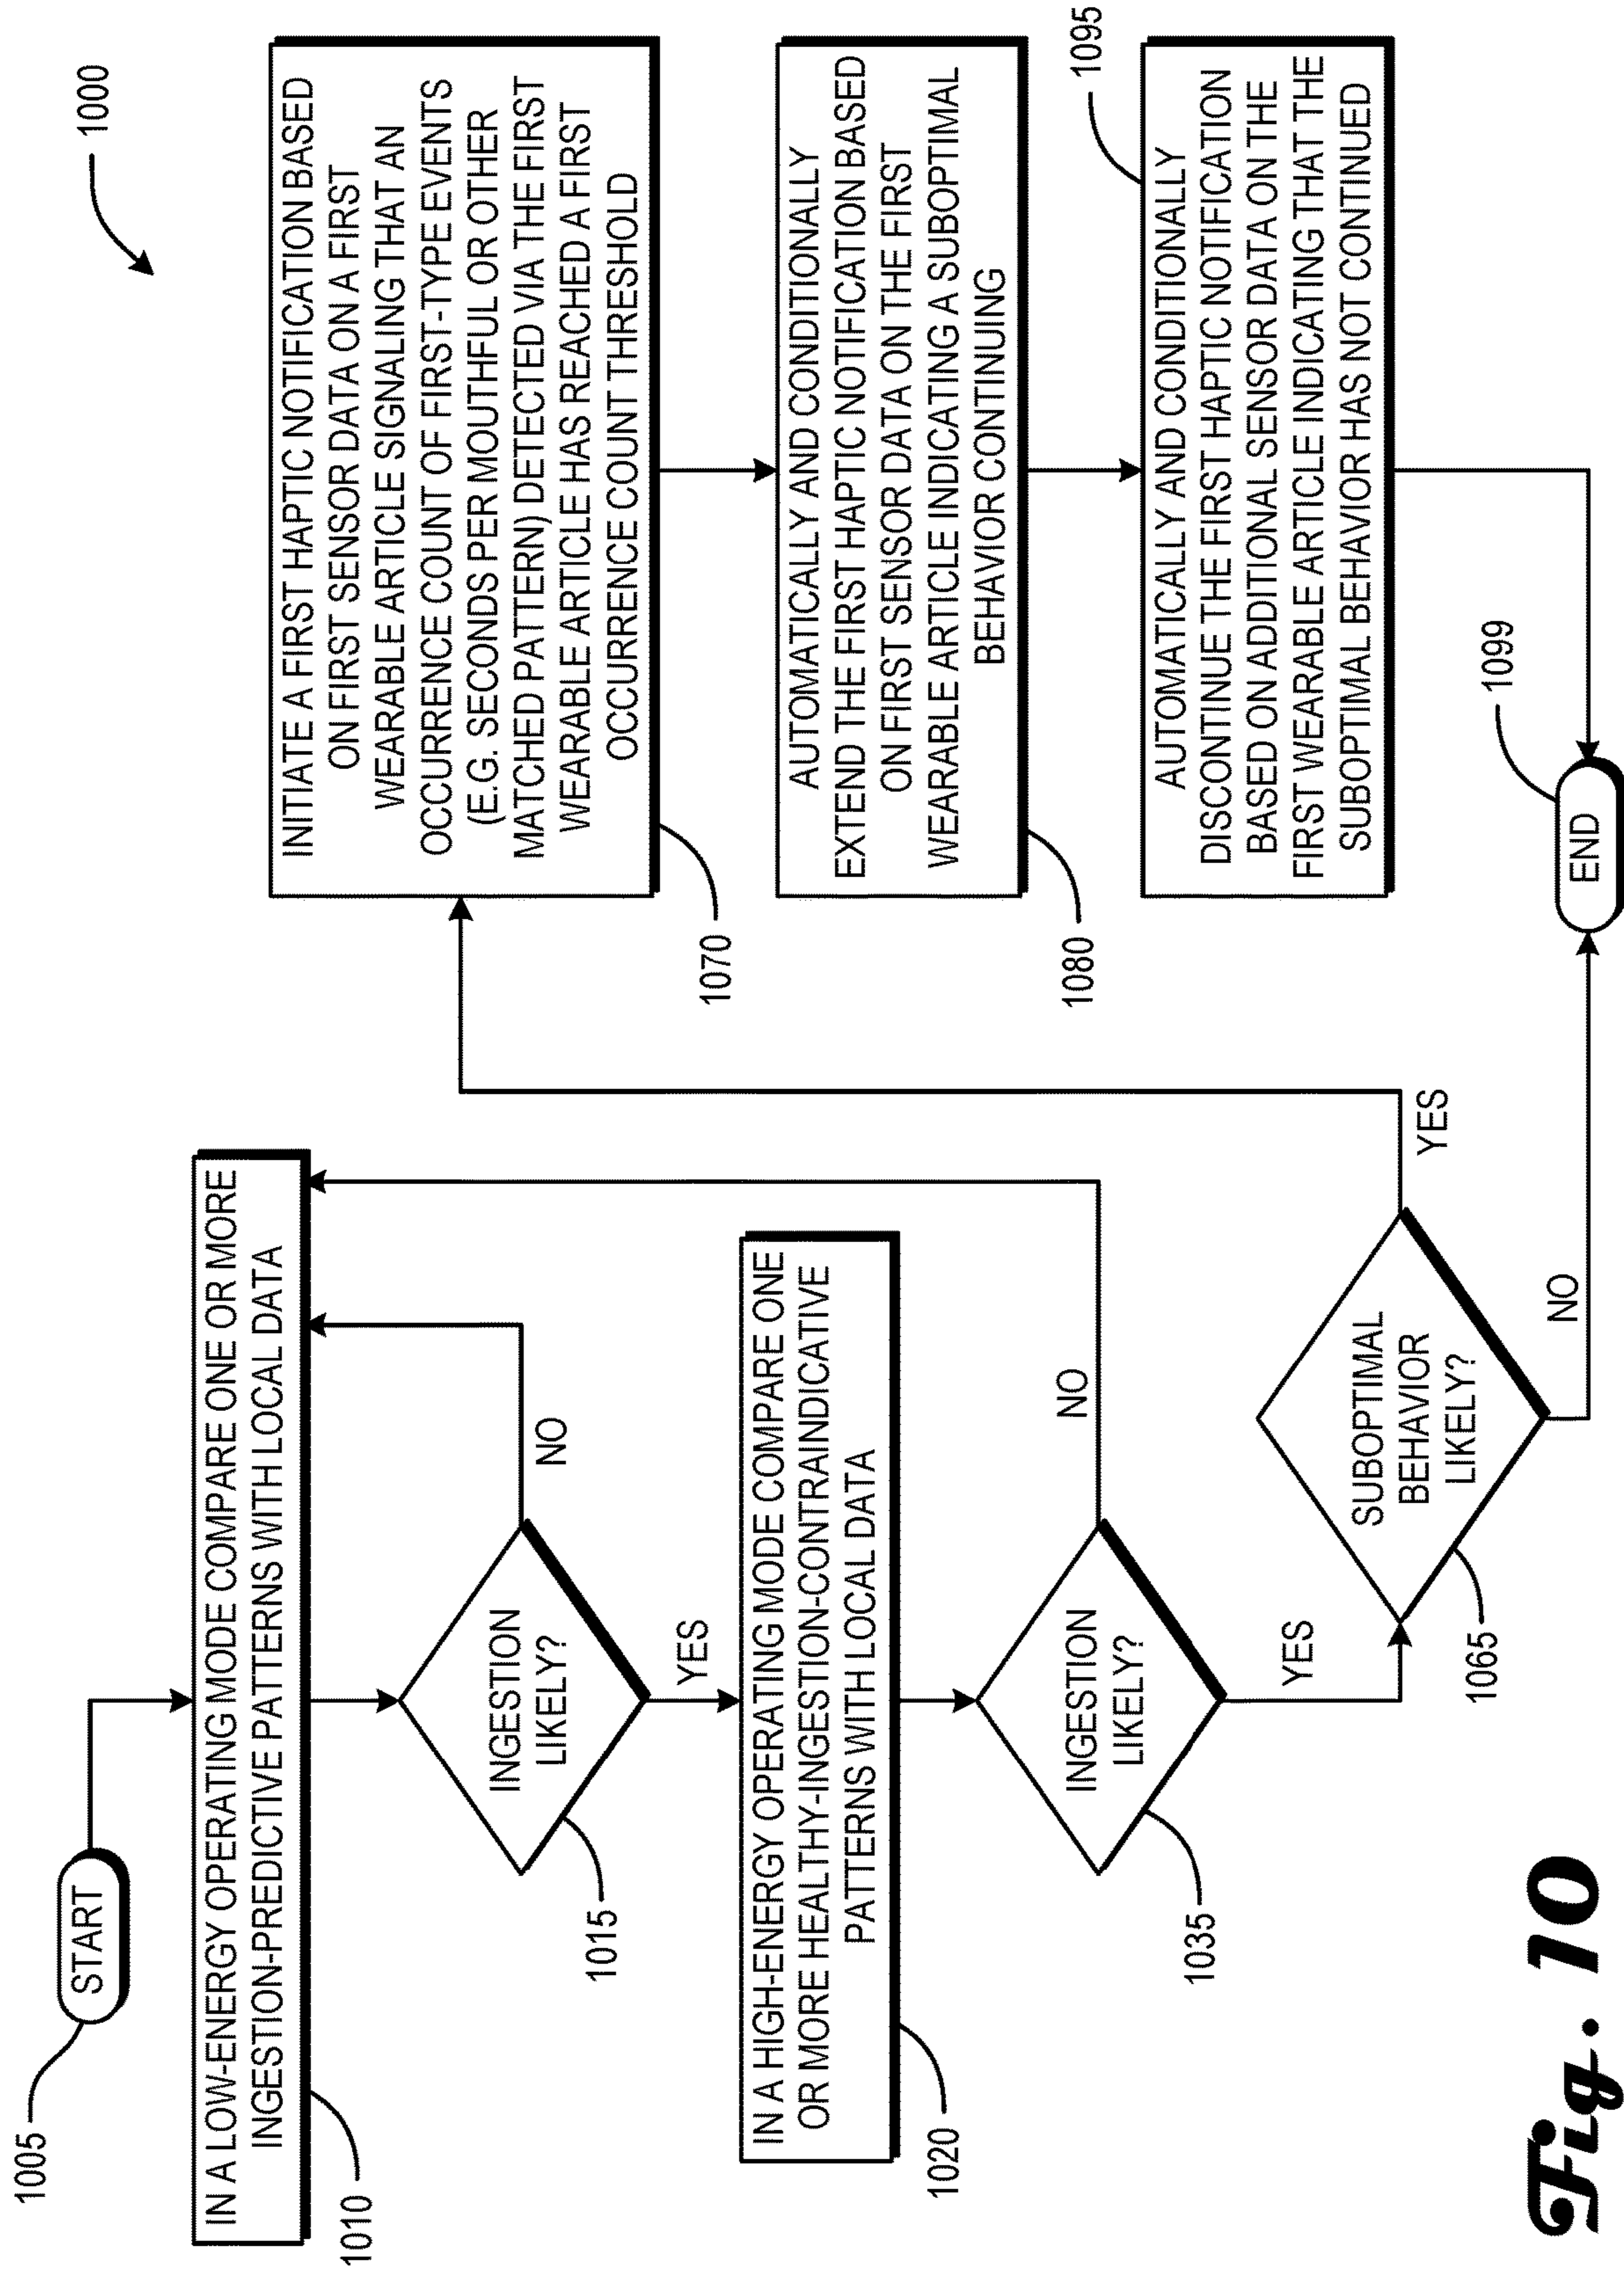 1000
1005
START
IN A LOW-ENERGY OPERATING MODE COMPARE ONE OR MORE
INGESTION-PREDICTIVE PATTERNS WITH LOCAL DATA
1010
INGESTION
LIKELY?
1015
NO
YES
IN A HIGH-ENERGY OPERATING MODE COMPARE ONE
OR MORE HEALTHY-INGESTION-CONTRAINDICATIVE
PATTERNS WITH LOCAL DATA
1020
INGESTION
LIKELY?
1035
NO
YES
SUBOPTIMAL
BEHAVIOR
LIKELY?
1065
YES
NO
INITIATE A FIRST HAPTIC NOTIFICATION BASED
ON FIRST SENSOR DATA ON A FIRST
WEARABLE ARTICLE SIGNALING THAT AN
OCCURRENCE COUNT OF FIRST-TYPE EVENTS
(E.G. SECONDS PER MOUTHFUL OR OTHER
MATCHED PATTERN) DETECTED VIA THE FIRST
WEARABLE ARTICLE HAS REACHED A FIRST
OCCURRENCE COUNT THRESHOLD
1070
AUTOMATICALLY AND CONDITIONALLY
EXTEND THE FIRST HAPTIC NOTIFICATION BASED
ON FIRST SENSOR DATA ON THE FIRST
WEARABLE ARTICLE INDICATING A SUBOPTIMAL
BEHAVIOR CONTINUING
1080
AUTOMATICALLY AND CONDITIONALLY
DISCONTINUE THE FIRST HAPTIC NOTIFICATION
BASED ON ADDITIONAL SENSOR DATA ON THE
FIRST WEARABLE ARTICLE INDICATING THAT THE
SUBOPTIMAL BEHAVIOR HAS NOT CONTINUED
1095
END
1099
Fig. 10